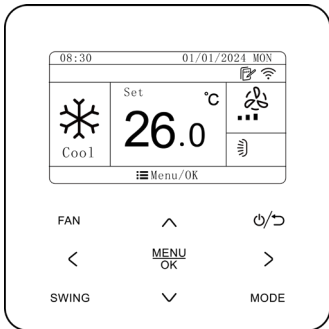 08:30 01/01/2024 MON
Set
°C
26.0
Cool
Menu/OK
FAN
MENU
OK
SWING MODE